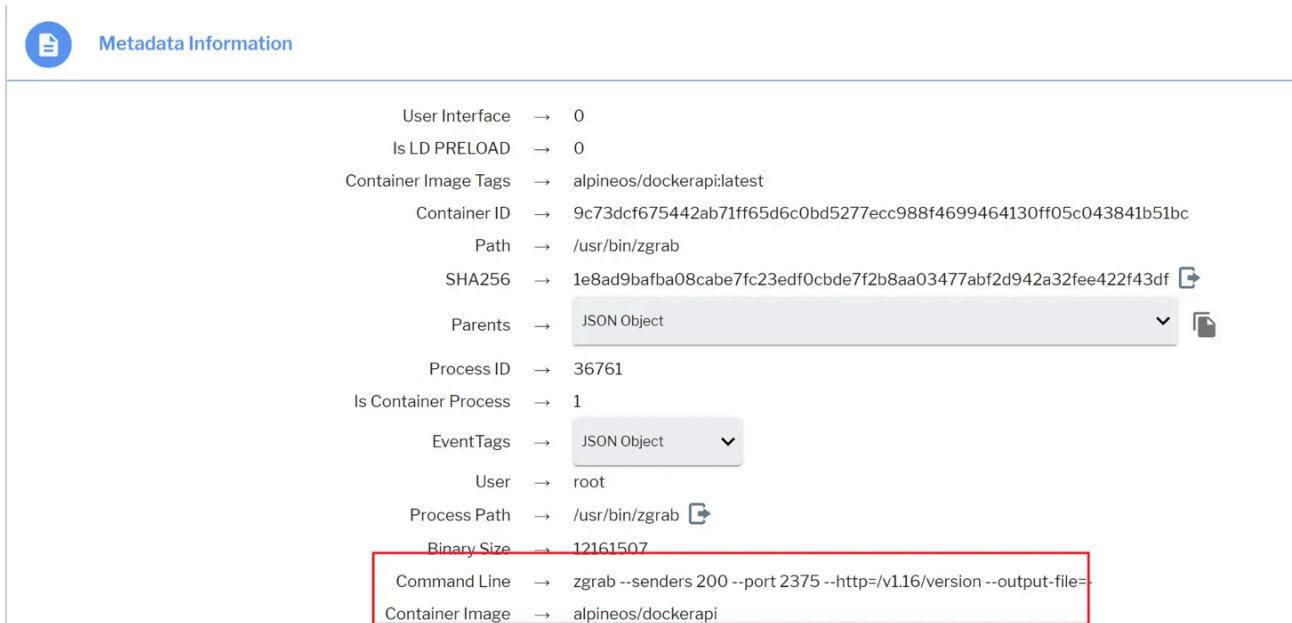 Metadata Information
User Interface → 0
Is LD PRELOAD → 0
Container Image Tags → alpineos/dockerapi:latest
Container ID → 9c73dcf675442ab71ff65d6c0bd5277ecc988f4699464130ff05c043841b51bc
Path → /usr/bin/zgrab
SHA256 → 1e8ad9bafba08cabe7fc23edf0cbde7f2b8aa03477abf2d942a32fee422f43df
Parents → JSON Object
Process ID → 36761
Is Container Process → 1
EventTags → JSON Object
User → root
Process Path → /usr/bin/zgrab
Binary Size → 12161507
Command Line → zgrab --senders 200 --port 2375 --http=/v1.16/version --output-file=-
Container Image → alpineos/dockerapi